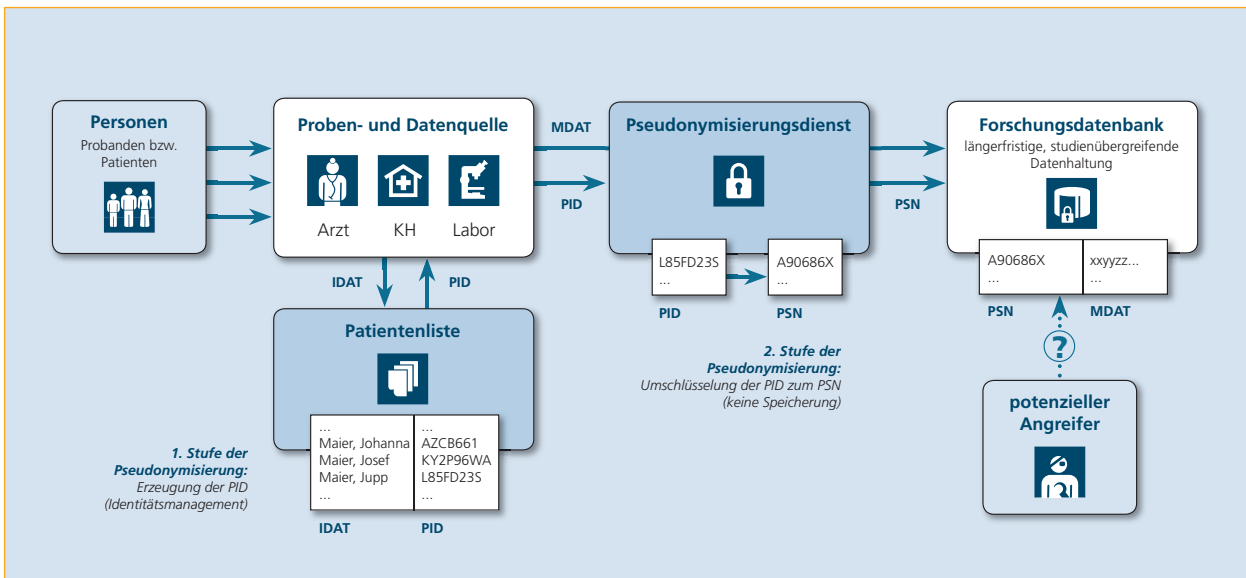 Personen
Probanden bzw.
Patienten
Proben- und Datenquelle
Arzt
KH
Labor
MDAT
PID
Pseudonymisierungsdienst
L85FD23S
...
A90686X
...
PID
PSN
PSN
Forschungsdatenbank
längerfristige, studienübergreifende
Datenhaltung
A90686X
...
xxyyzz...
...
PSN
MDAT
IDAT
PID
Patientenliste
...
Maier, Johanna
Maier, Josef
Maier, Jupp
...
...
AZCB661
KY2P96WA
L85FD23S
...
IDAT
PID
1. Stufe der
Pseudonymisierung:
Erzeugung der PID
(Identitätsmanagement)
2. Stufe der
Pseudonymisierung:
Umschlüsselung der PID zum PSN
(keine Speicherung)
?
potenzieller
Angreifer